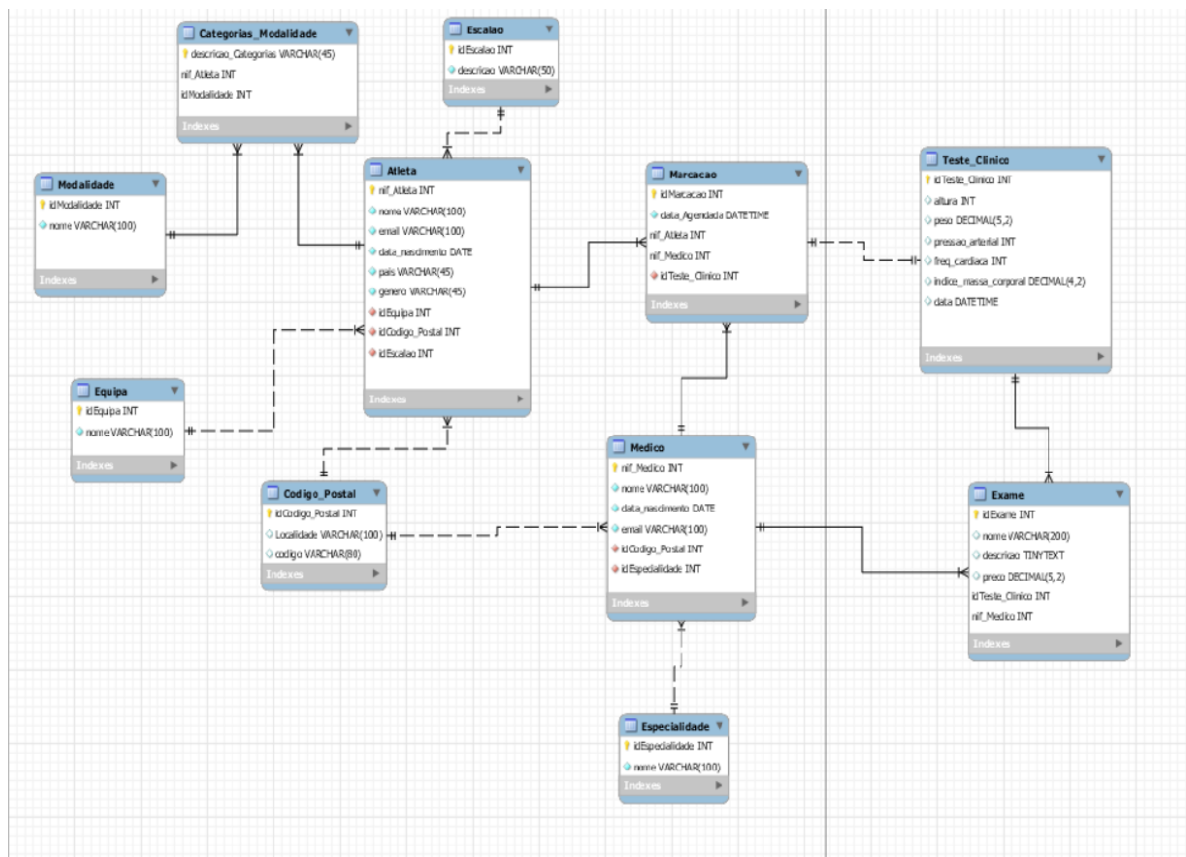 Categorias_Modalidade
descricao_Categorias VARCHAR(45)
nif_Atleta INT
idModalidade INT
Indexes
Escalao
idEscalao INT
descricao VARCHAR(50)
Indexes
Modalidade
idModalidade INT
nome VARCHAR(100)
Indexes
Atleta
nif_Atleta INT
nome VARCHAR(100)
email VARCHAR(100)
data_nascimento DATE
pais VARCHAR(45)
genero VARCHAR(45)
idEquipa INT
idCodigo_Postal INT
idEscalao INT
Indexes
Marcacao
idMarcacao INT
data_Agendada DATETIME
nif_Atleta INT
nif_Medico INT
idTeste_Clinico INT
Indexes
Teste_Clinico
idTeste_Clinico INT
altura INT
peso DECIMAL(5,2)
pressao_arterial INT
freq_cardiaca INT
indice_massa_corporal DECIMAL(4,2)
data DATETIME
Indexes
Equipa
idEquipa INT
nome VARCHAR(100)
Indexes
Codigo_Postal
idCodigo_Postal INT
Localidade VARCHAR(100)
codigo VARCHAR(80)
Indexes
Medico
nif_Medico INT
nome VARCHAR(100)
data_nascimento DATE
email VARCHAR(100)
idCodigo_Postal INT
idEspecialidade INT
Indexes
Exame
idExame INT
nome VARCHAR(200)
descricao TINYTEXT
preco DECIMAL(5,2)
idTeste_Clinico INT
nif_Medico INT
Indexes
Especialidade
idEspecialidade INT
nome VARCHAR(100)
Indexes